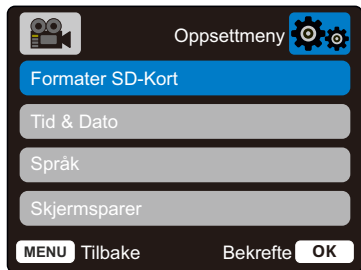 Oppsettmeny
Formater SD-Kort
Tid & Dato
Språk
Skjermsparer
MENU Tilbake Bekrefte OK